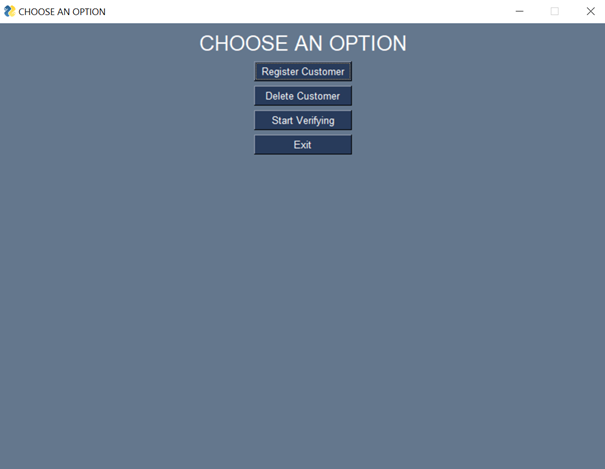 CHOOSE AN OPTION
CHOOSE AN OPTION
Register Customer
Delete Customer
Start Verifying
Exit